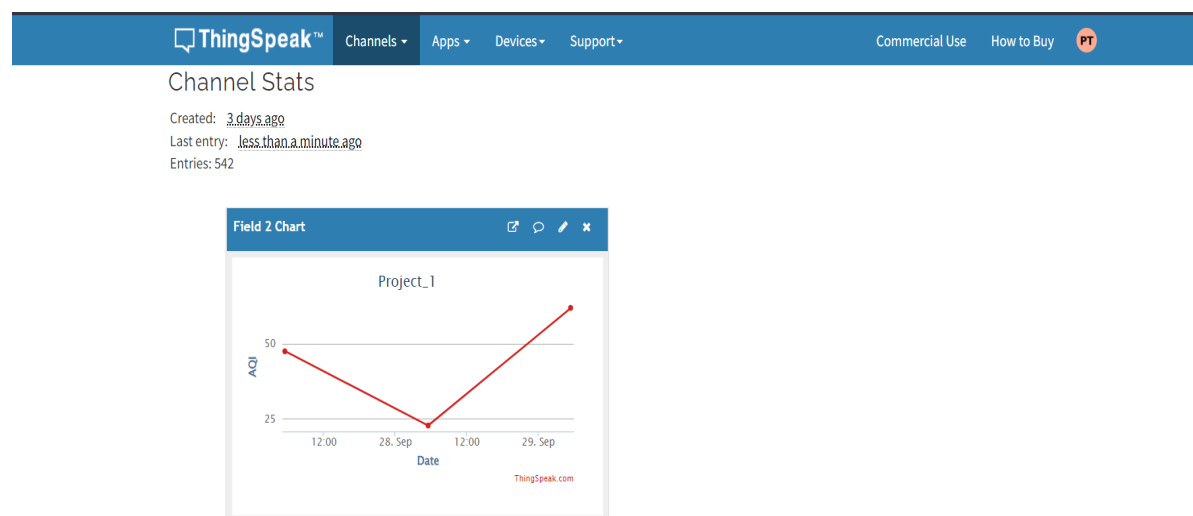 ThingSpeak™ Channels Apps Devices Support Commercial Use How to Buy PT
Channel Stats
Created: 3 days ago
Last entry: less than a minute ago
Entries: 542
Field 2 Chart
Project_1
50
AQI
25
12:00 28. Sep 12:00 29. Sep
Date
ThingSpeak.com